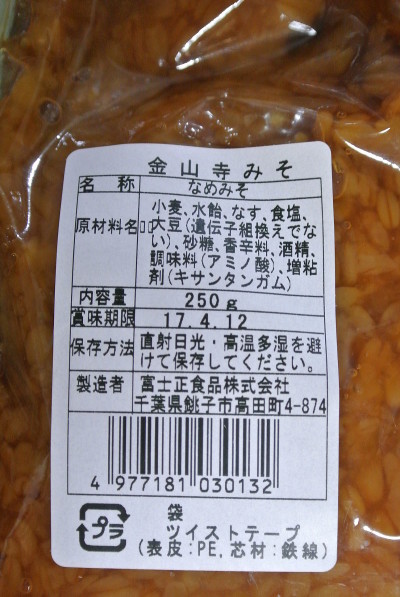 金山寺みそ
名称 なめみそ
原材料名 小麦、水飴、なす、食塩、
□□大豆(遺伝子組換えでな
い)、砂糖、香辛料、酒精、
調味料(アミノ酸)、増粘
剤(キサンタンガム)
内容量 250g
賞味期限 17.4.12
保存方法 直射日光・高温多湿を避
けて保存してください。
製造者 富士正食品株式会社
千葉県銚子市高田町4-874
4 977181 030132
プラ
袋
ツイストテープ
(表皮:PE,芯材:鉄線)